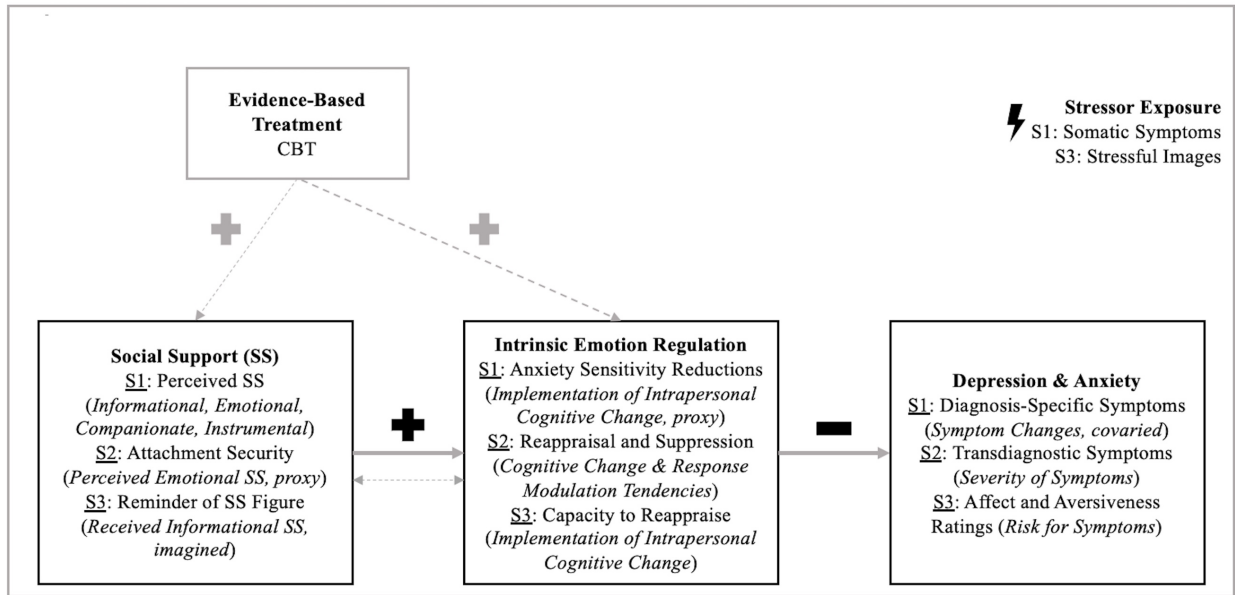 Evidence-Based
Treatment
CBT
Stressor Exposure
S1: Somatic Symptoms
S3: Stressful Images
Social Support (SS)
S1: Perceived SS
(Informational, Emotional,
Companionate, Instrumental)
S2: Attachment Security
(Perceived Emotional SS, proxy)
S3: Reminder of SS Figure
(Received Informational SS,
imagined)
Intrinsic Emotion Regulation
S1: Anxiety Sensitivity Reductions
(Implementation of Intrapersonal
Cognitive Change, proxy)
S2: Reappraisal and Suppression
(Cognitive Change & Response
Modulation Tendencies)
S3: Capacity to Reappraise
(Implementation of Intrapersonal
Cognitive Change)
Depression & Anxiety
S1: Diagnosis-Specific Symptoms
(Symptom Changes, covaried)
S2: Transdiagnostic Symptoms
(Severity of Symptoms)
S3: Affect and Aversiveness
Ratings (Risk for Symptoms)